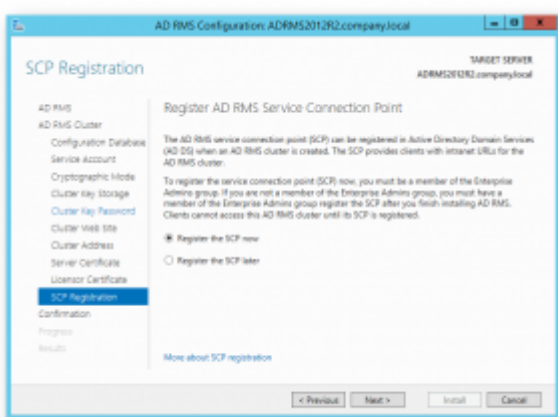 AD RMS Configuration: ADRMS2012R2.company.local
SCP Registration
TARGET SERVER
ADRMS2012R2.company.local
AD RMS
AD RMS Cluster
Configuration Database
Service Account
Cryptographic Mode
Cluster Key Storage
Cluster Key Password
Cluster Web Site
Cluster Address
Server Certificate
Licensor Certificate
SCP Registration
Confirmation
Progress
Results
Register AD RMS Service Connection Point
The AD RMS service connection point (SCP) can be registered in Active Directory Domain Services
(AD DS) when an AD RMS cluster is created. The SCP provides clients with intranet URLs for the
AD RMS cluster.
To register the service connection point (SCP) now, you must be a member of the Enterprise
Admins group. If you are not a member of the Enterprise Admins group, you must have a
member of the Enterprise Admins group register the SCP after you finish installing AD RMS.
Clients cannot access this AD RMS cluster until its SCP is registered.
Register the SCP now
Register the SCP later
More about SCP registration
< Previous
Next >
Install
Cancel